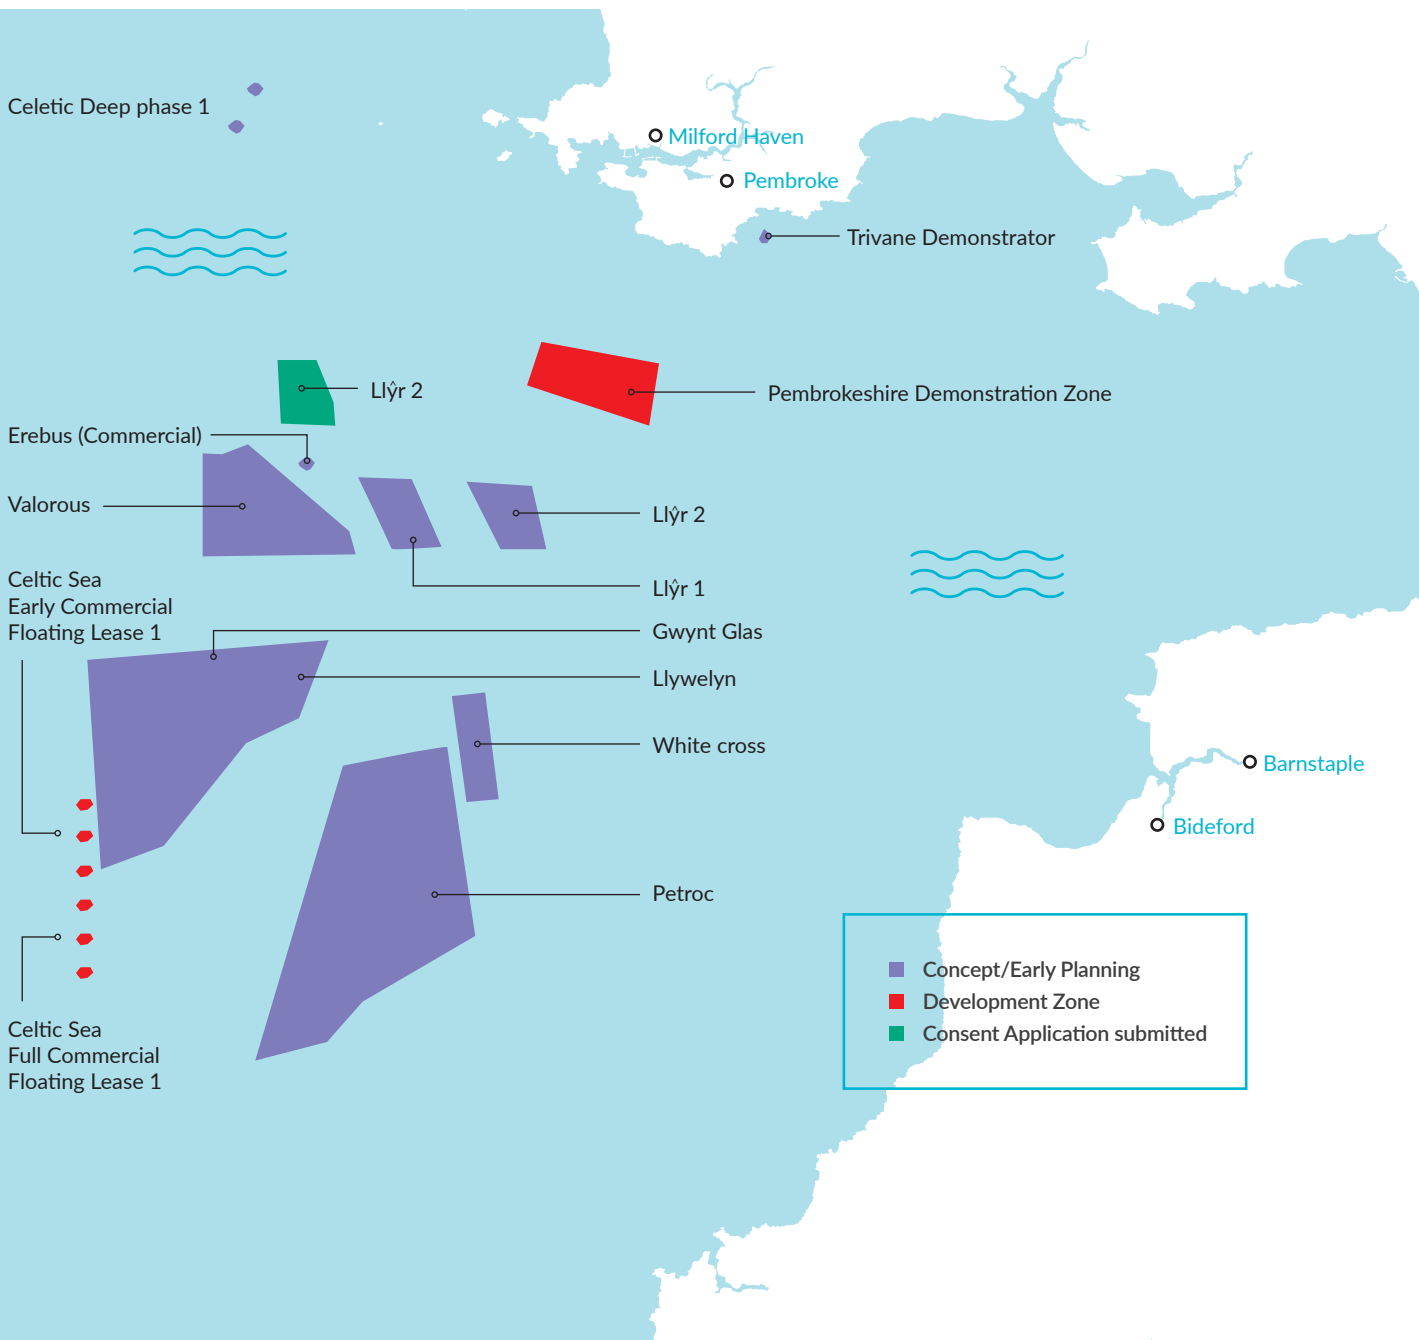 Celetic Deep phase 1
Milford Haven
Pembroke
Trivane Demonstrator
Llŷr 2
Pembrokeshire Demonstration Zone
Erebus (Commercial)
Valorous
Llŷr 2
Celtic Sea
Early Commercial
Floating Lease 1
Llŷr 1
Gwynt Glas
Llywelyn
White cross
Barnstaple
Bideford
Petroc
Concept/Early Planning
Development Zone
Consent Application submitted
Celtic Sea
Full Commercial
Floating Lease 1